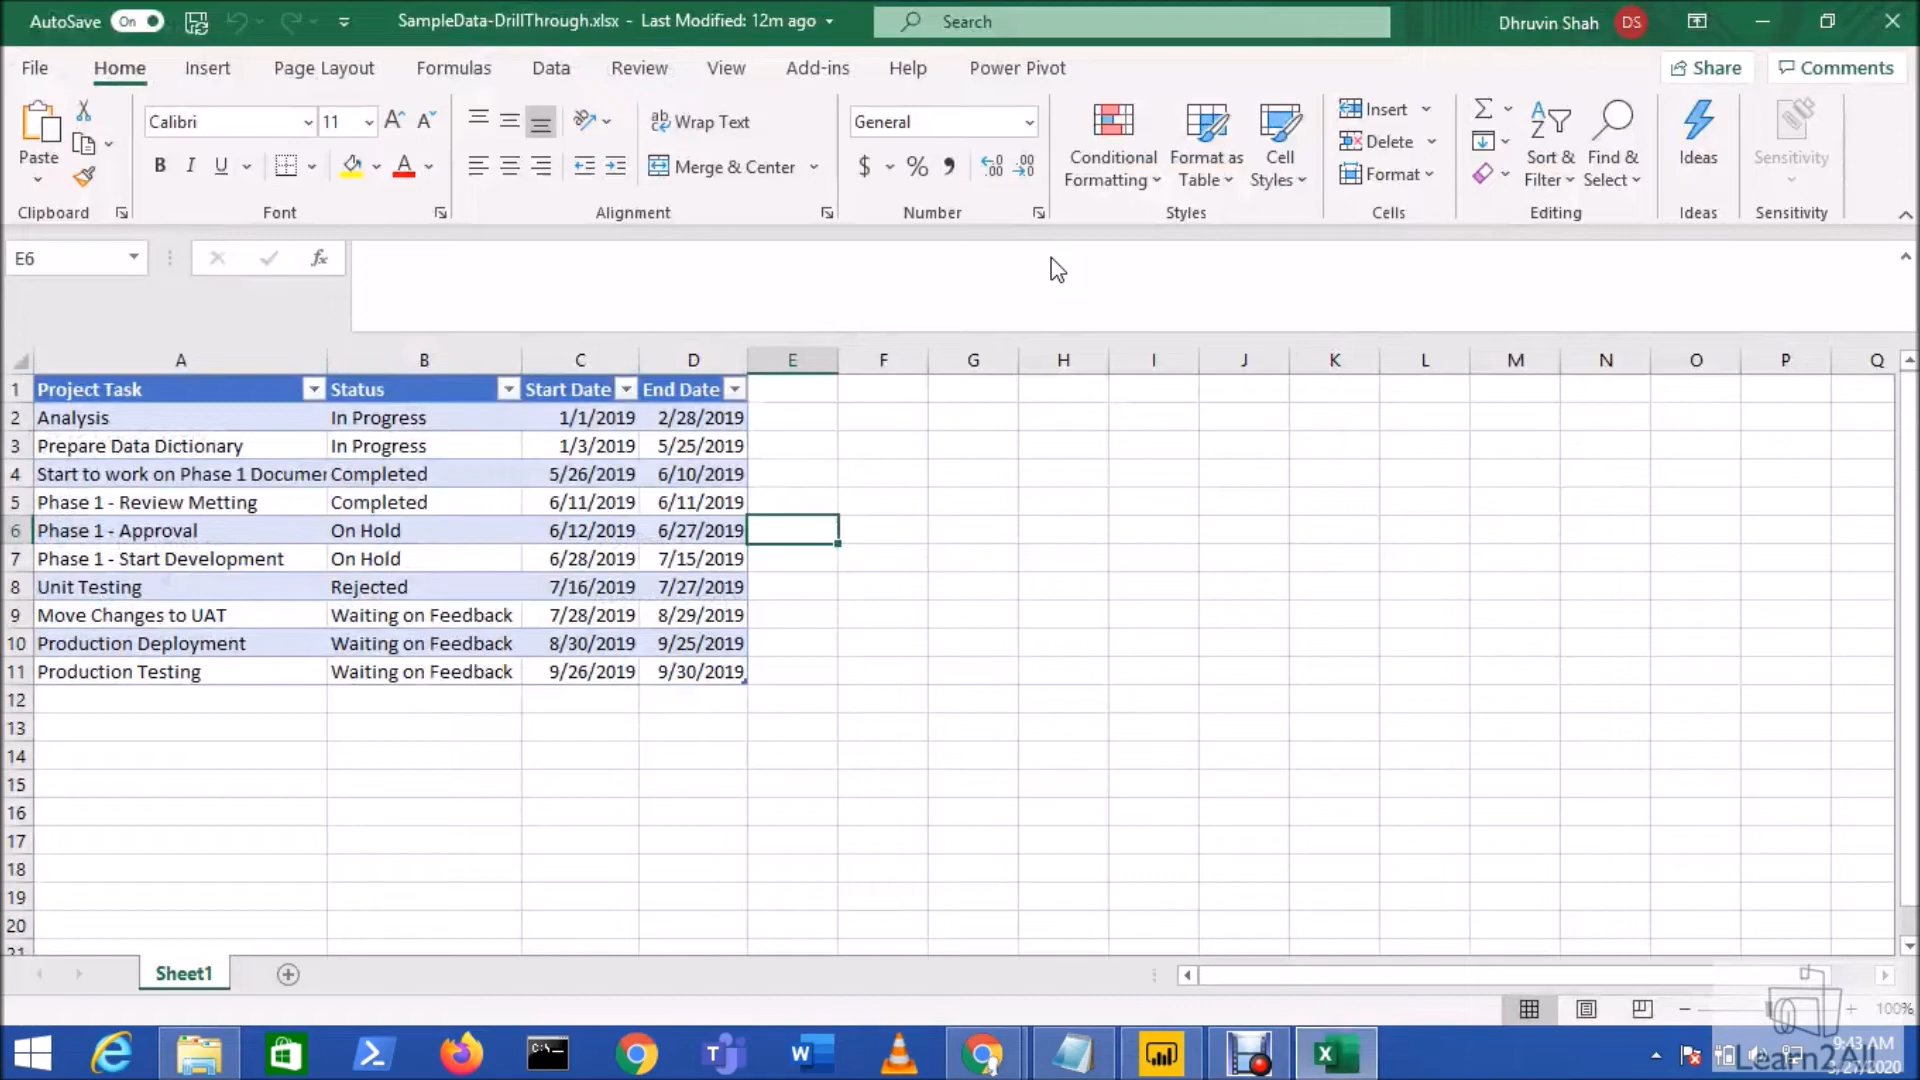 AutoSave On SampleData-DrillThrough.xlsx - Last Modified: 12m ago Search Dhruvin Shah DS
File Home Insert Page Layout Formulas Data Review View Add-ins Help Power Pivot Share Comments
Paste
Calibri 11 A A
B I U A
ab Wrap Text
Merge & Center
General
$ % , .00 .00
Conditional Formatting
Format as Table
Cell Styles
Insert
Delete
Format
Sort & Filter
Find & Select
Ideas
Sensitivity
Clipboard Font Alignment Number Styles Cells Editing Ideas Sensitivity
E6 fx
A B C D E F G H I J K L M N O P Q
1 Project Task Status Start Date End Date
2 Analysis In Progress 1/1/2019 2/28/2019
3 Prepare Data Dictionary In Progress 1/3/2019 5/25/2019
4 Start to work on Phase 1 Documer Completed 5/26/2019 6/10/2019
5 Phase 1 - Review Metting Completed 6/11/2019 6/11/2019
6 Phase 1 - Approval On Hold 6/12/2019 6/27/2019
7 Phase 1 - Start Development On Hold 6/28/2019 7/15/2019
8 Unit Testing Rejected 7/16/2019 7/27/2019
9 Move Changes to UAT Waiting on Feedback 7/28/2019 8/29/2019
10 Production Deployment Waiting on Feedback 8/30/2019 9/25/2019
11 Production Testing Waiting on Feedback 9/26/2019 9/30/2019
12
13
14
15
16
17
18
19
20
21
Sheet1
100%
9:43 AM
Learn2All